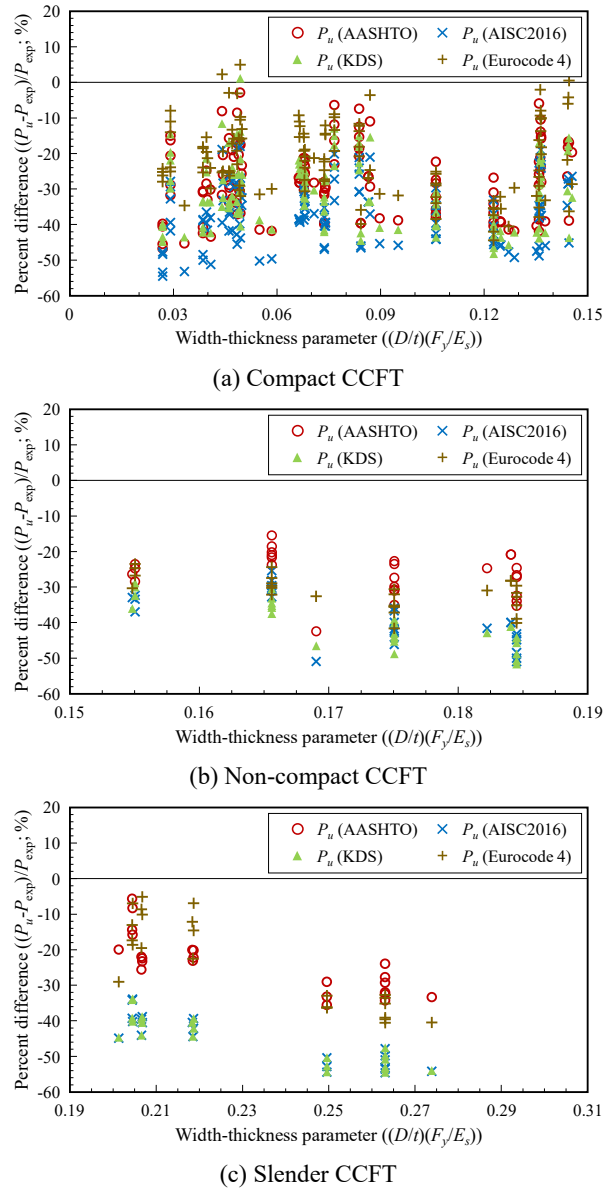 20
10
0
-10
-20
-30
-40
-50
-60
Percent difference ((Pu-Pexp)/Pexp; %)
Pu (AASHTO)
Pu (AISC2016)
Pu (KDS)
Pu (Eurocode 4)
0
0.03
0.06
0.09
0.12
0.15
Width-thickness parameter ((D/t)(Fy/Es))
(a) Compact CCFT
20
10
0
-10
-20
-30
-40
-50
-60
Percent difference ((Pu-Pexp)/Pexp; %)
Pu (AASHTO)
Pu (AISC2016)
Pu (KDS)
Pu (Eurocode 4)
0.15
0.16
0.17
0.18
0.19
Width-thickness parameter ((D/t)(Fy/Es))
(b) Non-compact CCFT
20
10
0
-10
-20
-30
-40
-50
-60
Percent difference ((Pu-Pexp)/Pexp; %)
Pu (AASHTO)
Pu (AISC2016)
Pu (KDS)
Pu (Eurocode 4)
0.19
0.21
0.23
0.25
0.27
0.29
0.31
Width-thickness parameter ((D/t)(Fy/Es))
(c) Slender CCFT